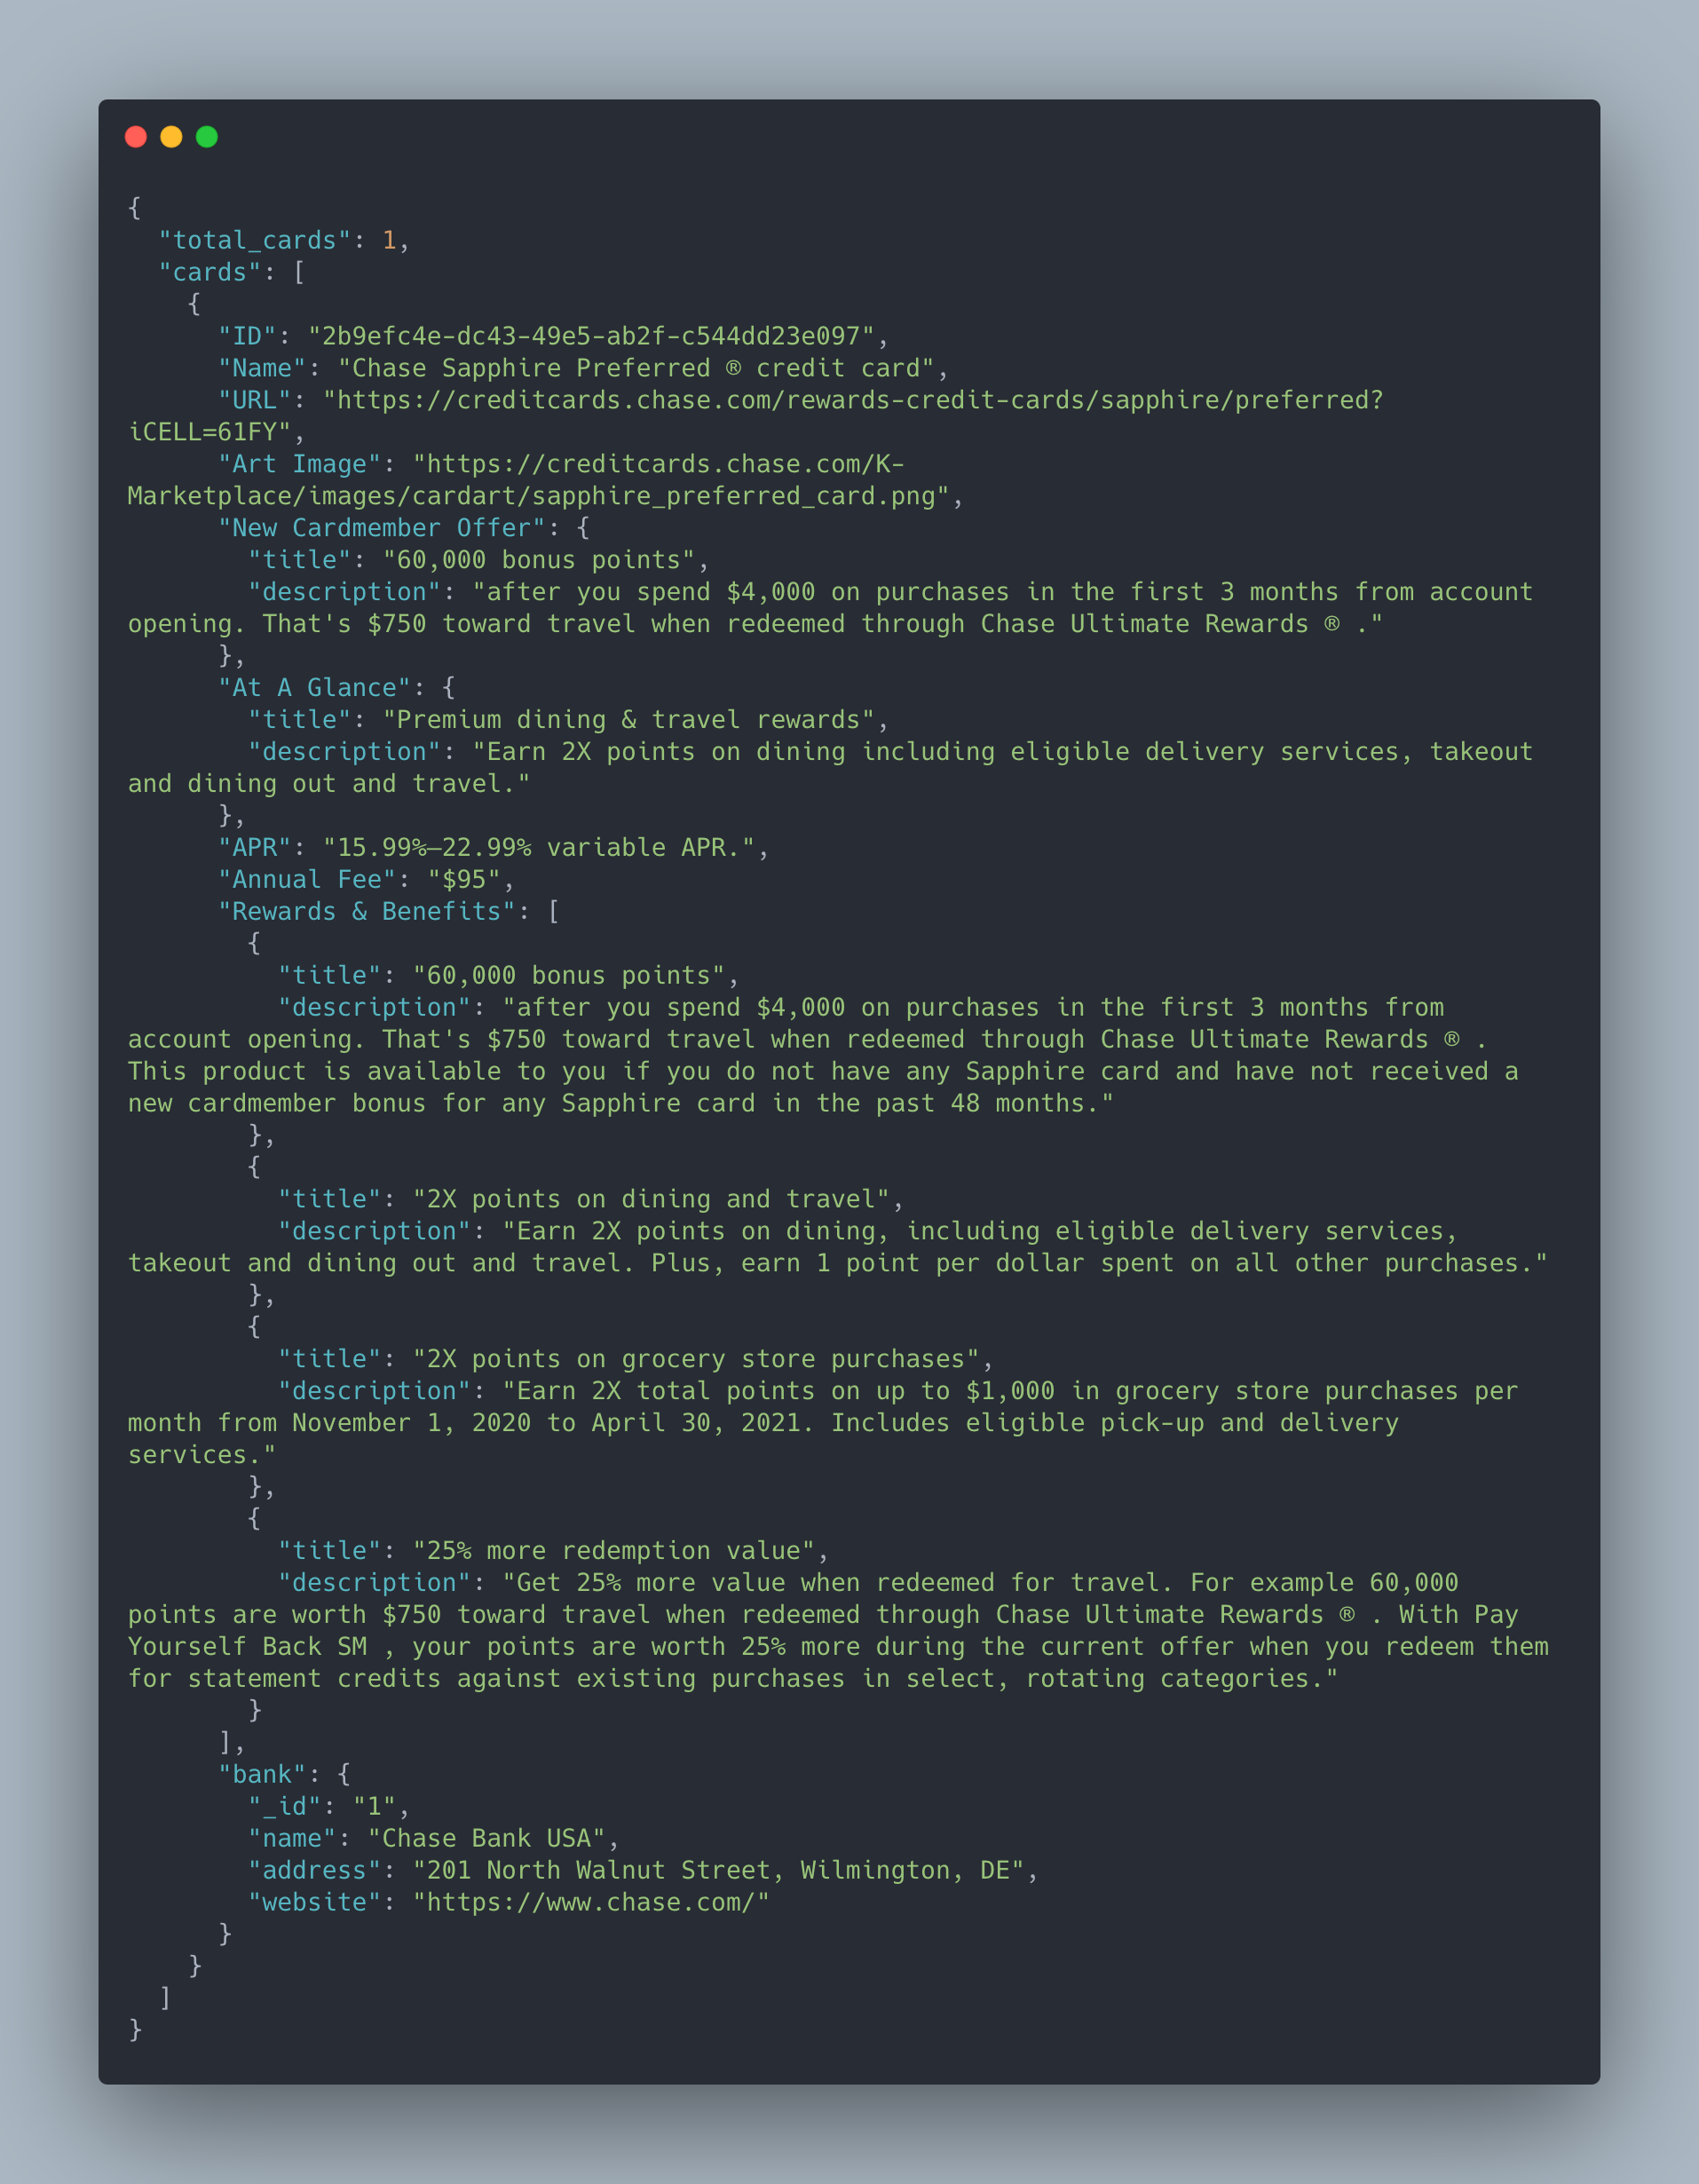 {
  "total_cards": 1,
  "cards": [
    {
      "ID": "2b9efc4e-dc43-49e5-ab2f-c544dd23e097",
      "Name": "Chase Sapphire Preferred ® credit card",
      "URL": "https://creditcards.chase.com/rewards-credit-cards/sapphire/preferred?
iCELL=61FY",
      "Art Image": "https://creditcards.chase.com/K-
Marketplace/images/cardart/sapphire_preferred_card.png",
      "New Cardmember Offer": {
        "title": "60,000 bonus points",
        "description": "after you spend $4,000 on purchases in the first 3 months from account
opening. That's $750 toward travel when redeemed through Chase Ultimate Rewards ® ."
      },
      "At A Glance": {
        "title": "Premium dining & travel rewards",
        "description": "Earn 2X points on dining including eligible delivery services, takeout
and dining out and travel."
      },
      "APR": "15.99%–22.99% variable APR.",
      "Annual Fee": "$95",
      "Rewards & Benefits": [
        {
          "title": "60,000 bonus points",
          "description": "after you spend $4,000 on purchases in the first 3 months from
account opening. That's $750 toward travel when redeemed through Chase Ultimate Rewards ® .
This product is available to you if you do not have any Sapphire card and have not received a
new cardmember bonus for any Sapphire card in the past 48 months."
        },
        {
          "title": "2X points on dining and travel",
          "description": "Earn 2X points on dining, including eligible delivery services,
takeout and dining out and travel. Plus, earn 1 point per dollar spent on all other purchases."
        },
        {
          "title": "2X points on grocery store purchases",
          "description": "Earn 2X total points on up to $1,000 in grocery store purchases per
month from November 1, 2020 to April 30, 2021. Includes eligible pick-up and delivery
services."
        },
        {
          "title": "25% more redemption value",
          "description": "Get 25% more value when redeemed for travel. For example 60,000
points are worth $750 toward travel when redeemed through Chase Ultimate Rewards ® . With Pay
Yourself Back SM , your points are worth 25% more during the current offer when you redeem them
for statement credits against existing purchases in select, rotating categories."
        }
      ],
      "bank": {
        "_id": "1",
        "name": "Chase Bank USA",
        "address": "201 North Walnut Street, Wilmington, DE",
        "website": "https://www.chase.com/"
      }
    }
  ]
}